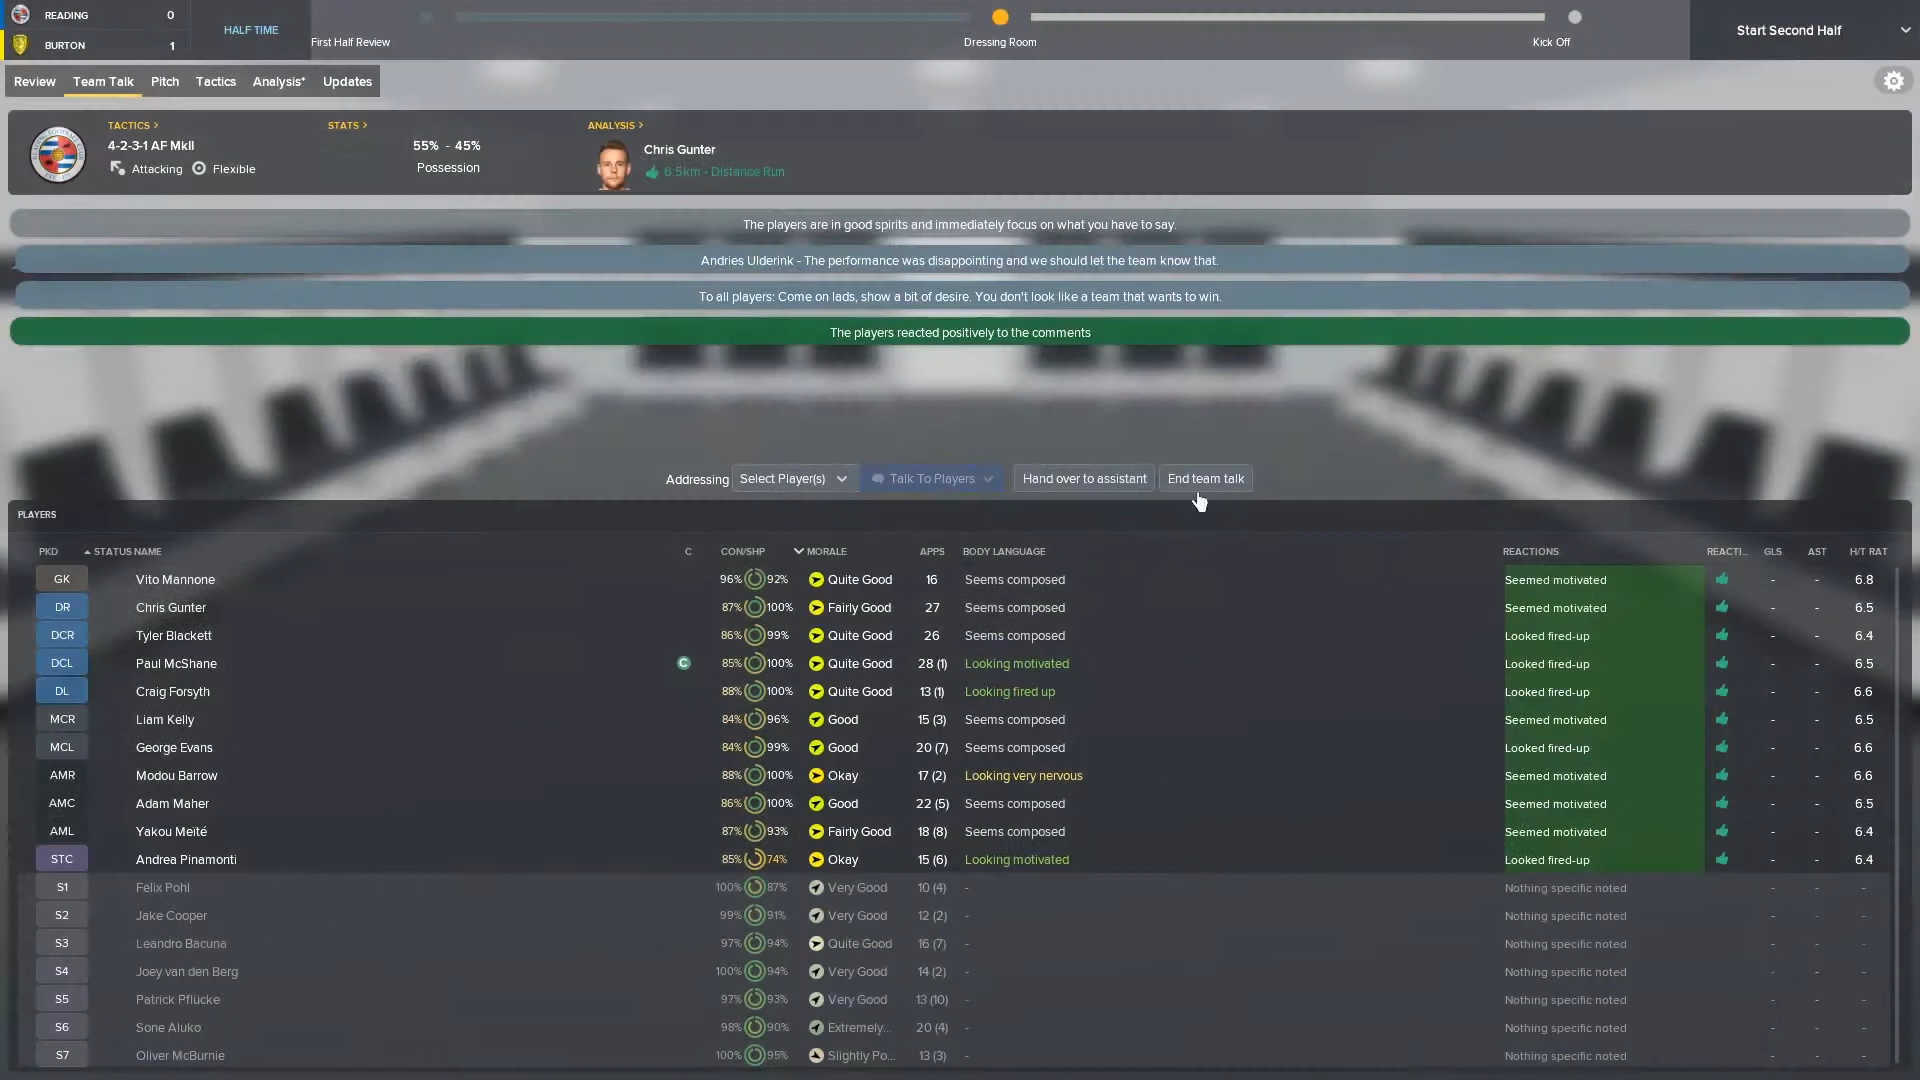 READING 0
BURTON 1
HALF TIME
First Half Review
Dressing Room
Kick Off
Start Second Half
Review Team Talk Pitch Tactics Analysis* Updates
TACTICS >
4-2-3-1 AF MkII
Attacking Flexible
STATS >
55% - 45%
Possession
ANALYSIS >
Chris Gunter
6.5km - Distance Run
The players are in good spirits and immediately focus on what you have to say.
Andries Ulderink - The performance was disappointing and we should let the team know that.
To all players: Come on lads, show a bit of desire. You don't look like a team that wants to win.
The players reacted positively to the comments
Addressing Select Player(s) Talk To Players Hand over to assistant End team talk
PLAYERS
PKD STATUS NAME C CON/SHP MORALE APPS BODY LANGUAGE REACTIONS REACTI... GLS AST H/T RAT
GK Vito Mannone 96% 92% Quite Good 16 Seems composed Seemed motivated - - 6.8
DR Chris Gunter 87% 100% Fairly Good 27 Seems composed Seemed motivated - - 6.5
DCR Tyler Blackett 86% 99% Quite Good 26 Seems composed Looked fired-up - - 6.4
DCL Paul McShane C 85% 100% Quite Good 28 (1) Looking motivated Looked fired-up - - 6.5
DL Craig Forsyth 88% 100% Quite Good 13 (1) Looking fired up Looked fired-up - - 6.6
MCR Liam Kelly 84% 96% Good 15 (3) Seems composed Seemed motivated - - 6.5
MCL George Evans 84% 99% Good 20 (7) Seems composed Looked fired-up - - 6.6
AMR Modou Barrow 88% 100% Okay 17 (2) Looking very nervous Seemed motivated - - 6.6
AMC Adam Maher 86% 100% Good 22 (5) Seems composed Seemed motivated - - 6.5
AML Yakou Meïté 87% 93% Fairly Good 18 (8) Seems composed Seemed motivated - - 6.4
STC Andrea Pinamonti 85% 74% Okay 15 (6) Looking motivated Looked fired-up - - 6.4
S1 Felix Pohl 100% 87% Very Good 10 (4) - Nothing specific noted - - -
S2 Jake Cooper 99% 91% Very Good 12 (2) - Nothing specific noted - - -
S3 Leandro Bacuna 97% 94% Quite Good 16 (7) - Nothing specific noted - - -
S4 Joey van den Berg 100% 94% Very Good 14 (2) - Nothing specific noted - - -
S5 Patrick Pflücke 97% 93% Very Good 13 (10) - Nothing specific noted - - -
S6 Sone Aluko 98% 90% Extremely... 20 (4) - Nothing specific noted - - -
S7 Oliver McBurnie 100% 95% Slightly Po... 13 (3) - Nothing specific noted - - -